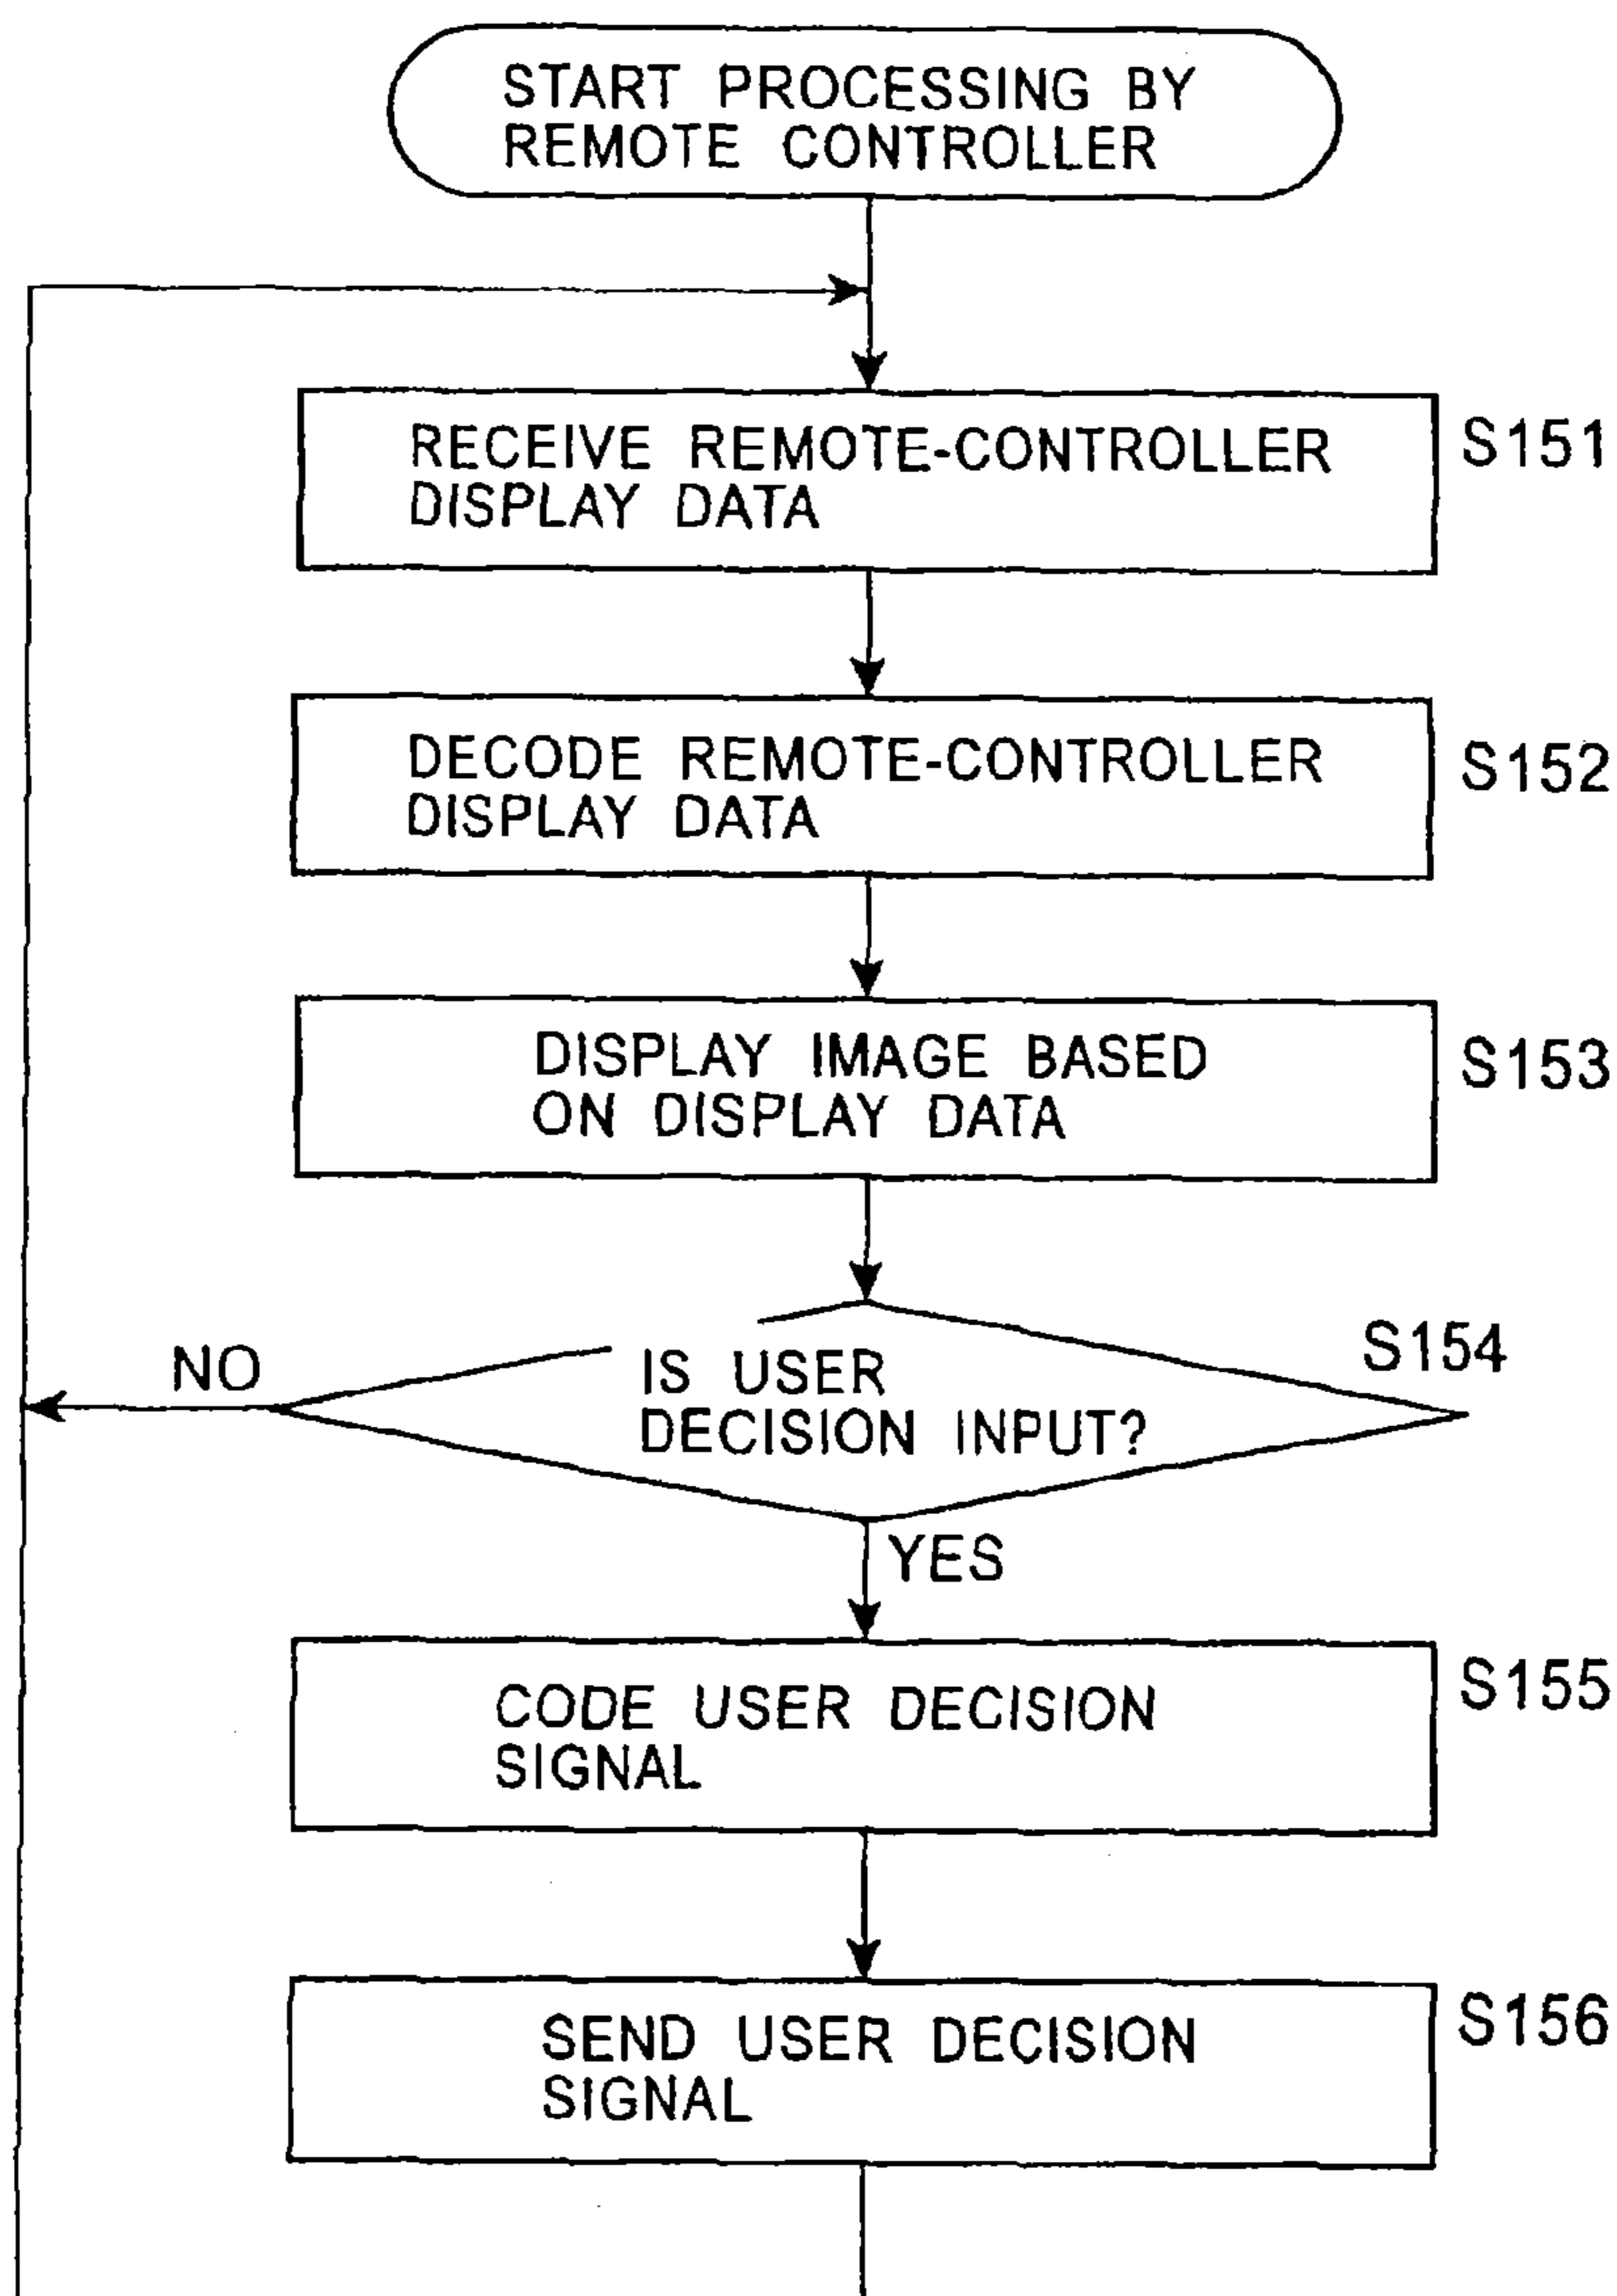 START PROCESSING BY
REMOTE CONTROLLER
RECEIVE REMOTE-CONTROLLER
DISPLAY DATA
S151
DECODE REMOTE-CONTROLLER
DISPLAY DATA
S152
DISPLAY IMAGE BASED
ON DISPLAY DATA
S153
S154
NO
IS USER
DECISION INPUT?
YES
CODE USER DECISION
SIGNAL
S155
SEND USER DECISION
SIGNAL
S156